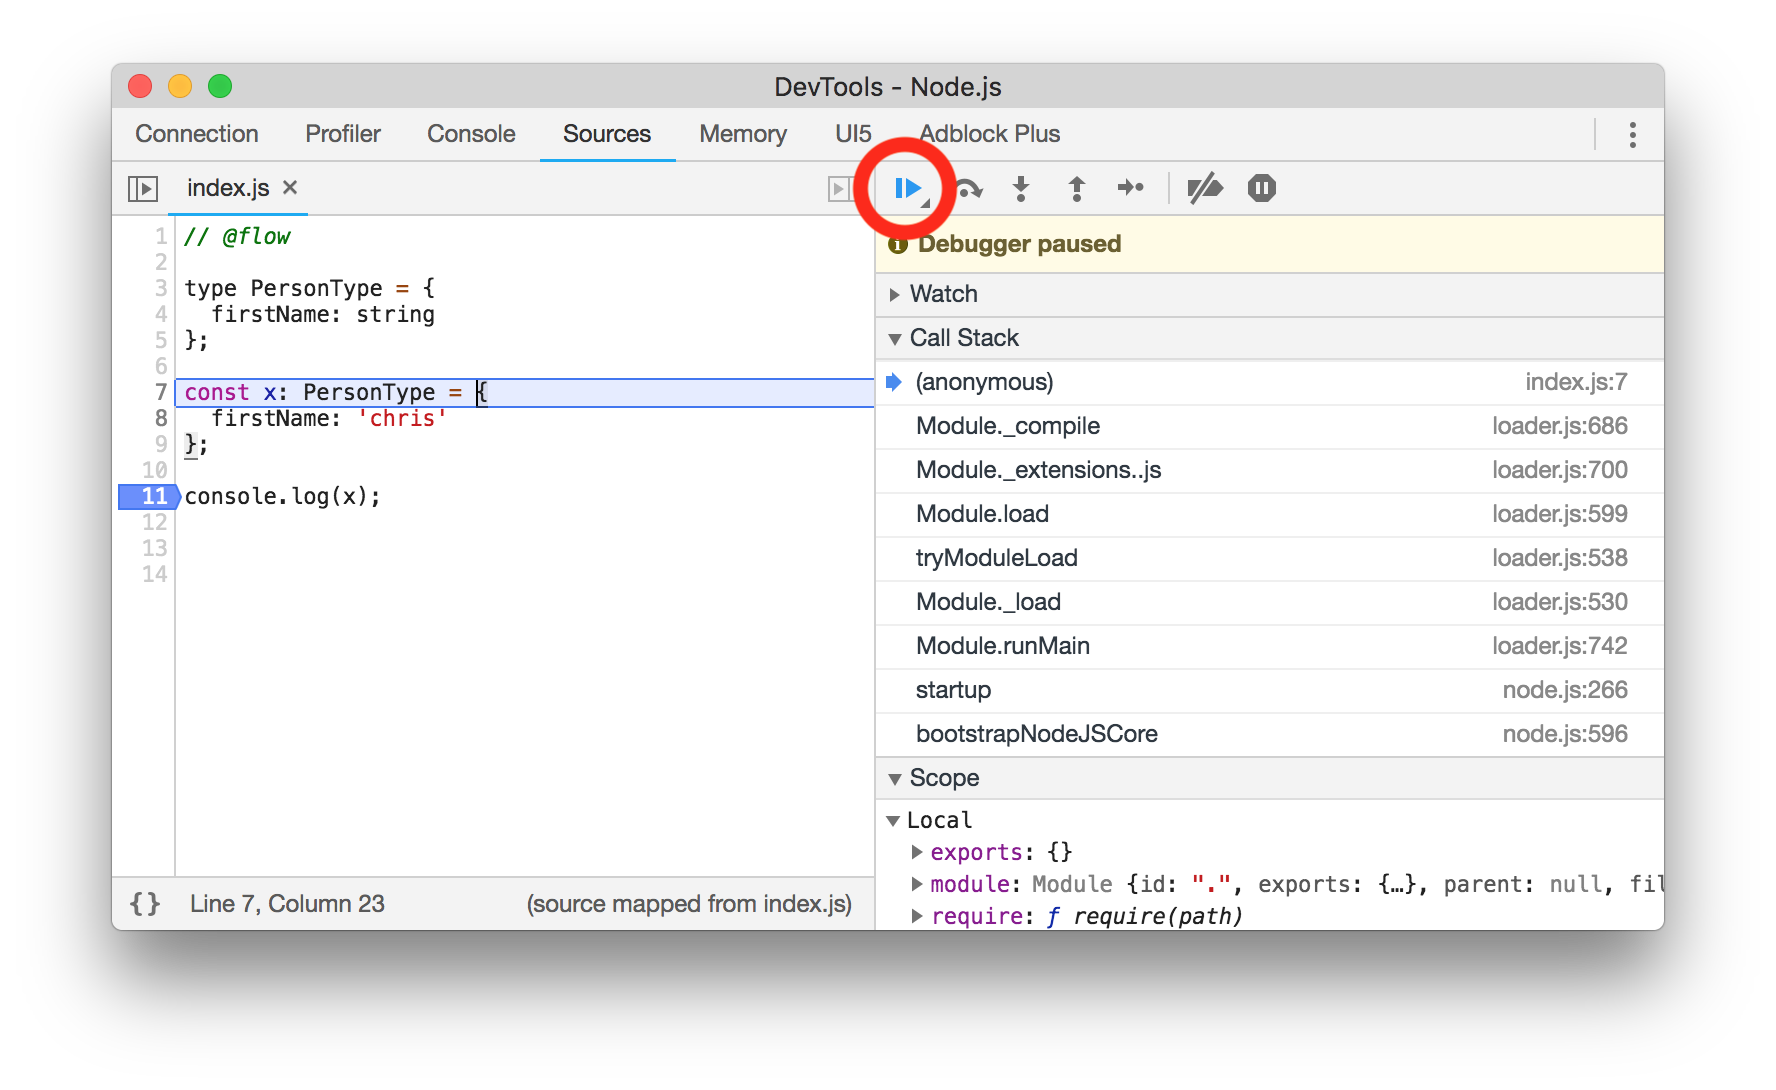 DevTools - Node.js
Connection Profiler Console Sources Memory UI5 Adblock Plus
index.js ×
1 // @flow
2
3 type PersonType = {
4   firstName: string
5 };
6
7 const x: PersonType = {
8   firstName: 'chris'
9 };
10
11 console.log(x);
12
13
14
{} Line 7, Column 23 (source mapped from index.js)
Debugger paused
Watch
Call Stack
(anonymous) index.js:7
Module._compile loader.js:686
Module._extensions..js loader.js:700
Module.load loader.js:599
tryModuleLoad loader.js:538
Module._load loader.js:530
Module.runMain loader.js:742
startup node.js:266
bootstrapNodeJSCore node.js:596
Scope
Local
exports: {}
module: Module {id: ".", exports: {…}, parent: null, fil
require: ƒ require(path)